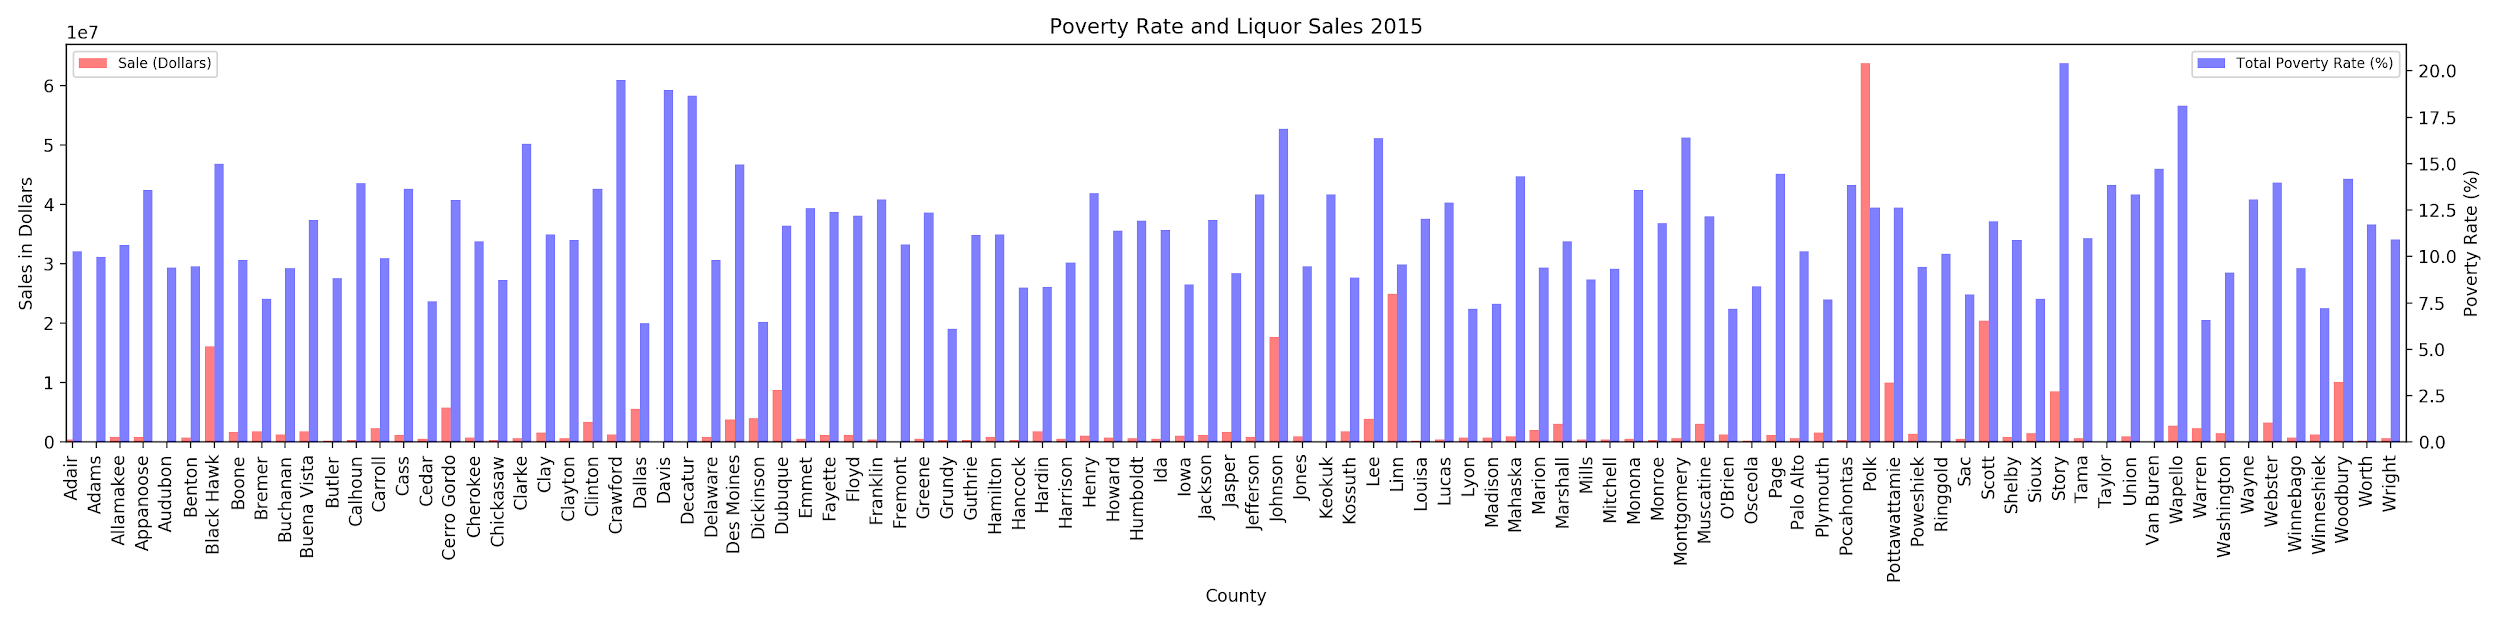 Poverty Rate and Liquor Sales 2015
1e7
Sale (Dollars)
Total Poverty Rate (%)
Sales in Dollars
6
5
4
3
2
1
0
20.0
17.5
15.0
12.5
10.0
7.5
5.0
2.5
0.0
Poverty Rate (%)
Adair
Adams
Allamakee
Appanoose
Audubon
Benton
Black Hawk
Boone
Bremer
Buchanan
Buena Vista
Butler
Calhoun
Carroll
Cass
Cedar
Cerro Gordo
Cherokee
Chickasaw
Clarke
Clay
Clayton
Clinton
Crawford
Dallas
Davis
Decatur
Delaware
Des Moines
Dickinson
Dubuque
Emmet
Fayette
Floyd
Franklin
Fremont
Greene
Grundy
Guthrie
Hamilton
Hancock
Hardin
Harrison
Henry
Howard
Humboldt
Ida
Iowa
Jackson
Jasper
Jefferson
Johnson
Jones
Keokuk
Kossuth
Lee
Linn
Louisa
Lucas
Lyon
Madison
Mahaska
Marion
Marshall
Mills
Mitchell
Monona
Monroe
Montgomery
Muscatine
O'Brien
Osceola
Page
Palo Alto
Plymouth
Pocahontas
Polk
Pottawattamie
Poweshiek
Ringgold
Sac
Scott
Shelby
Sioux
Story
Tama
Taylor
Union
Van Buren
Wapello
Warren
Washington
Wayne
Webster
Winnebago
Winneshiek
Woodbury
Worth
Wright
County